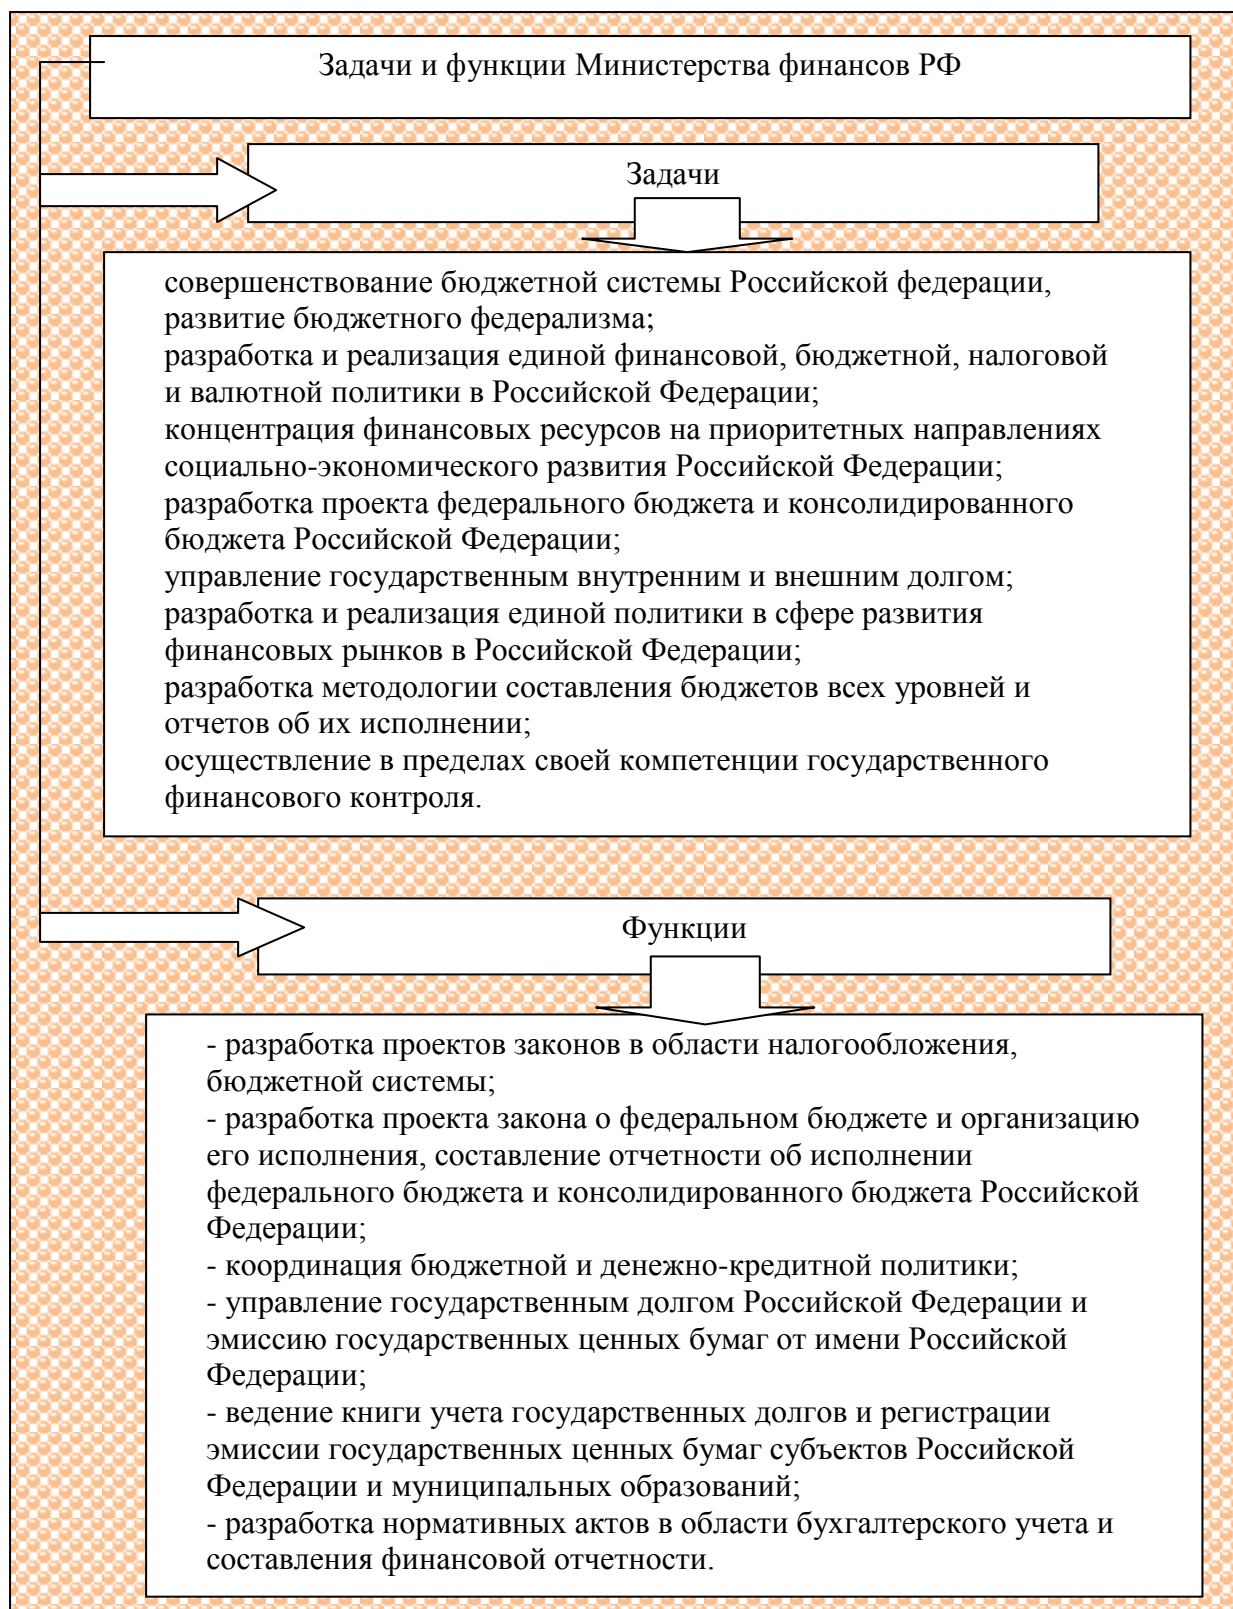 Задачи и функции Министерства финансов РФ
Задачи
совершенствование бюджетной системы Российской федерации,
развитие бюджетного федерализма;
разработка и реализация единой финансовой, бюджетной, налоговой
и валютной политики в Российской Федерации;
концентрация финансовых ресурсов на приоритетных направлениях
социально-экономического развития Российской Федерации;
разработка проекта федерального бюджета и консолидированного
бюджета Российской Федерации;
управление государственным внутренним и внешним долгом;
разработка и реализация единой политики в сфере развития
финансовых рынков в Российской Федерации;
разработка методологии составления бюджетов всех уровней и
отчетов об их исполнении;
осуществление в пределах своей компетенции государственного
финансового контроля.
Функции
- разработка проектов законов в области налогообложения,
бюджетной системы;
- разработка проекта закона о федеральном бюджете и организацию
его исполнения, составление отчетности об исполнении
федерального бюджета и консолидированного бюджета Российской
Федерации;
- координация бюджетной и денежно-кредитной политики;
- управление государственным долгом Российской Федерации и
эмиссию государственных ценных бумаг от имени Российской
Федерации;
- ведение книги учета государственных долгов и регистрации
эмиссии государственных ценных бумаг субъектов Российской
Федерации и муниципальных образований;
- разработка нормативных актов в области бухгалтерского учета и
составления финансовой отчетности.